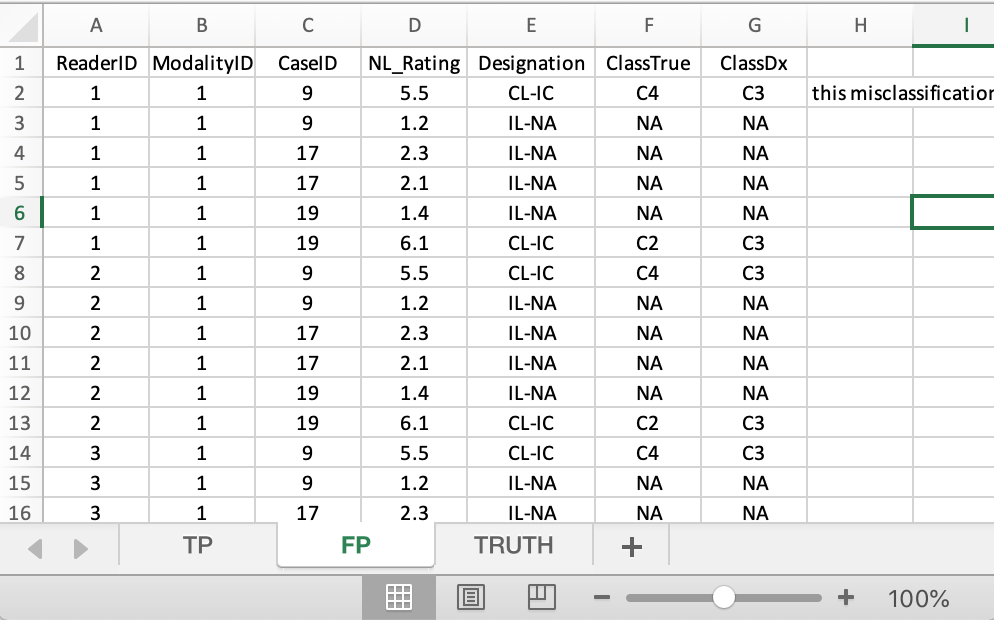 A B C D E F G H I
1 ReaderID ModalityID CaseID NL_Rating Designation ClassTrue ClassDx
2 1 1 9 5.5 CL-IC C4 C3 this misclassification
3 1 1 9 1.2 IL-NA NA NA
4 1 1 17 2.3 IL-NA NA NA
5 1 1 17 2.1 IL-NA NA NA
6 1 1 19 1.4 IL-NA NA NA
7 1 1 19 6.1 CL-IC C2 C3
8 2 1 9 5.5 CL-IC C4 C3
9 2 1 9 1.2 IL-NA NA NA
10 2 1 17 2.3 IL-NA NA NA
11 2 1 17 2.1 IL-NA NA NA
12 2 1 19 1.4 IL-NA NA NA
13 2 1 19 6.1 CL-IC C2 C3
14 3 1 9 5.5 CL-IC C4 C3
15 3 1 9 1.2 IL-NA NA NA
16 3 1 17 2.3 IL-NA NA NA
TP FP TRUTH +
100%